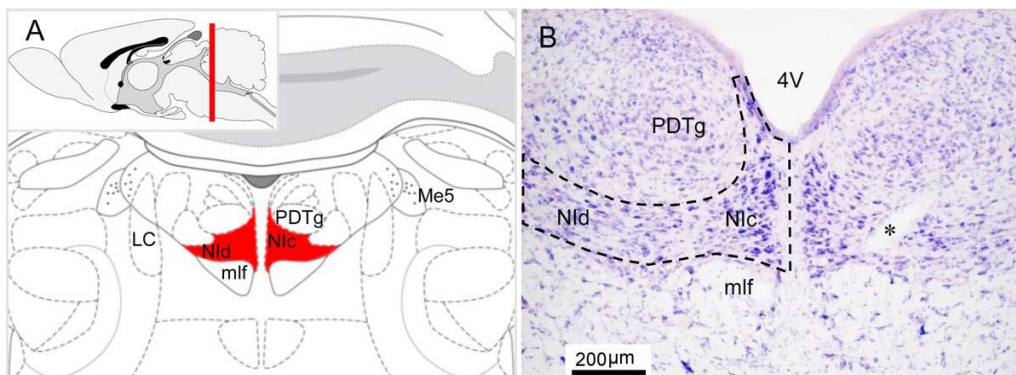 A
Me5
PDTg
LC
NId
NIc
mlf
B
4V
PDTg
NId
NIc
*
mlf
200µm